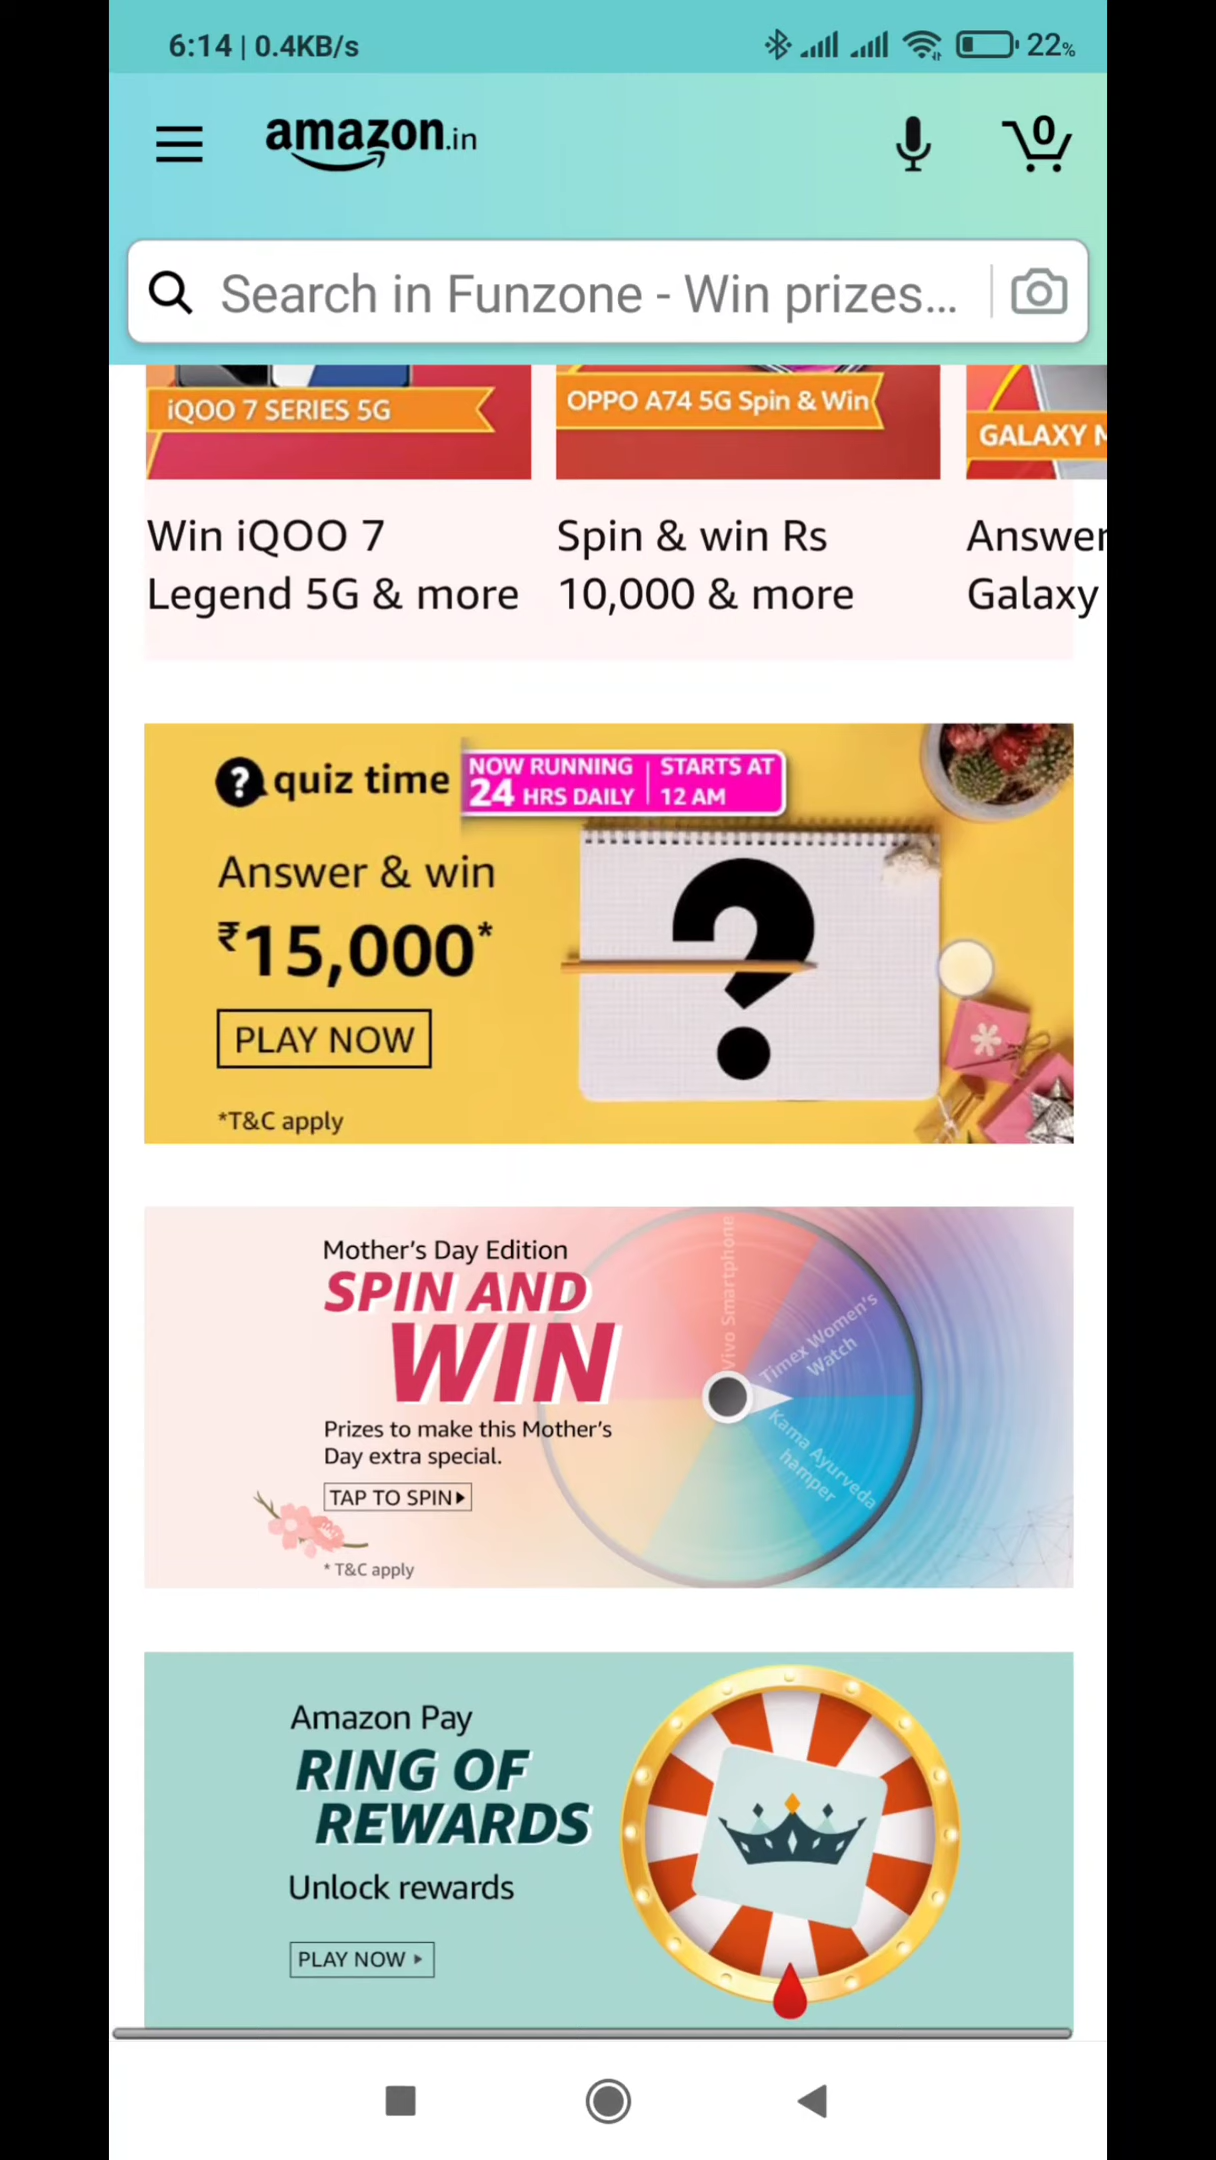 6:14 | 0.4KB/s
22%
amazon.in
0
Search in Funzone - Win prizes...
iQOO 7 SERIES 5G
OPPO A74 5G Spin & Win
GALAXY M
Win iQOO 7
Legend 5G & more
Spin & win Rs
10,000 & more
Answer
Galaxy
? quiz time
NOW RUNNING
24 HRS DAILY
STARTS AT
12 AM
Answer & win
₹15,000*
PLAY NOW
*T&C apply
?
Mother's Day Edition
SPIN AND
WIN
Prizes to make this Mother's
Day extra special.
TAP TO SPIN
* T&C apply
Vivo Smartphone
Timex Women's
Watch
Kama Ayurveda
hamper
Amazon Pay
RING OF
REWARDS
Unlock rewards
PLAY NOW